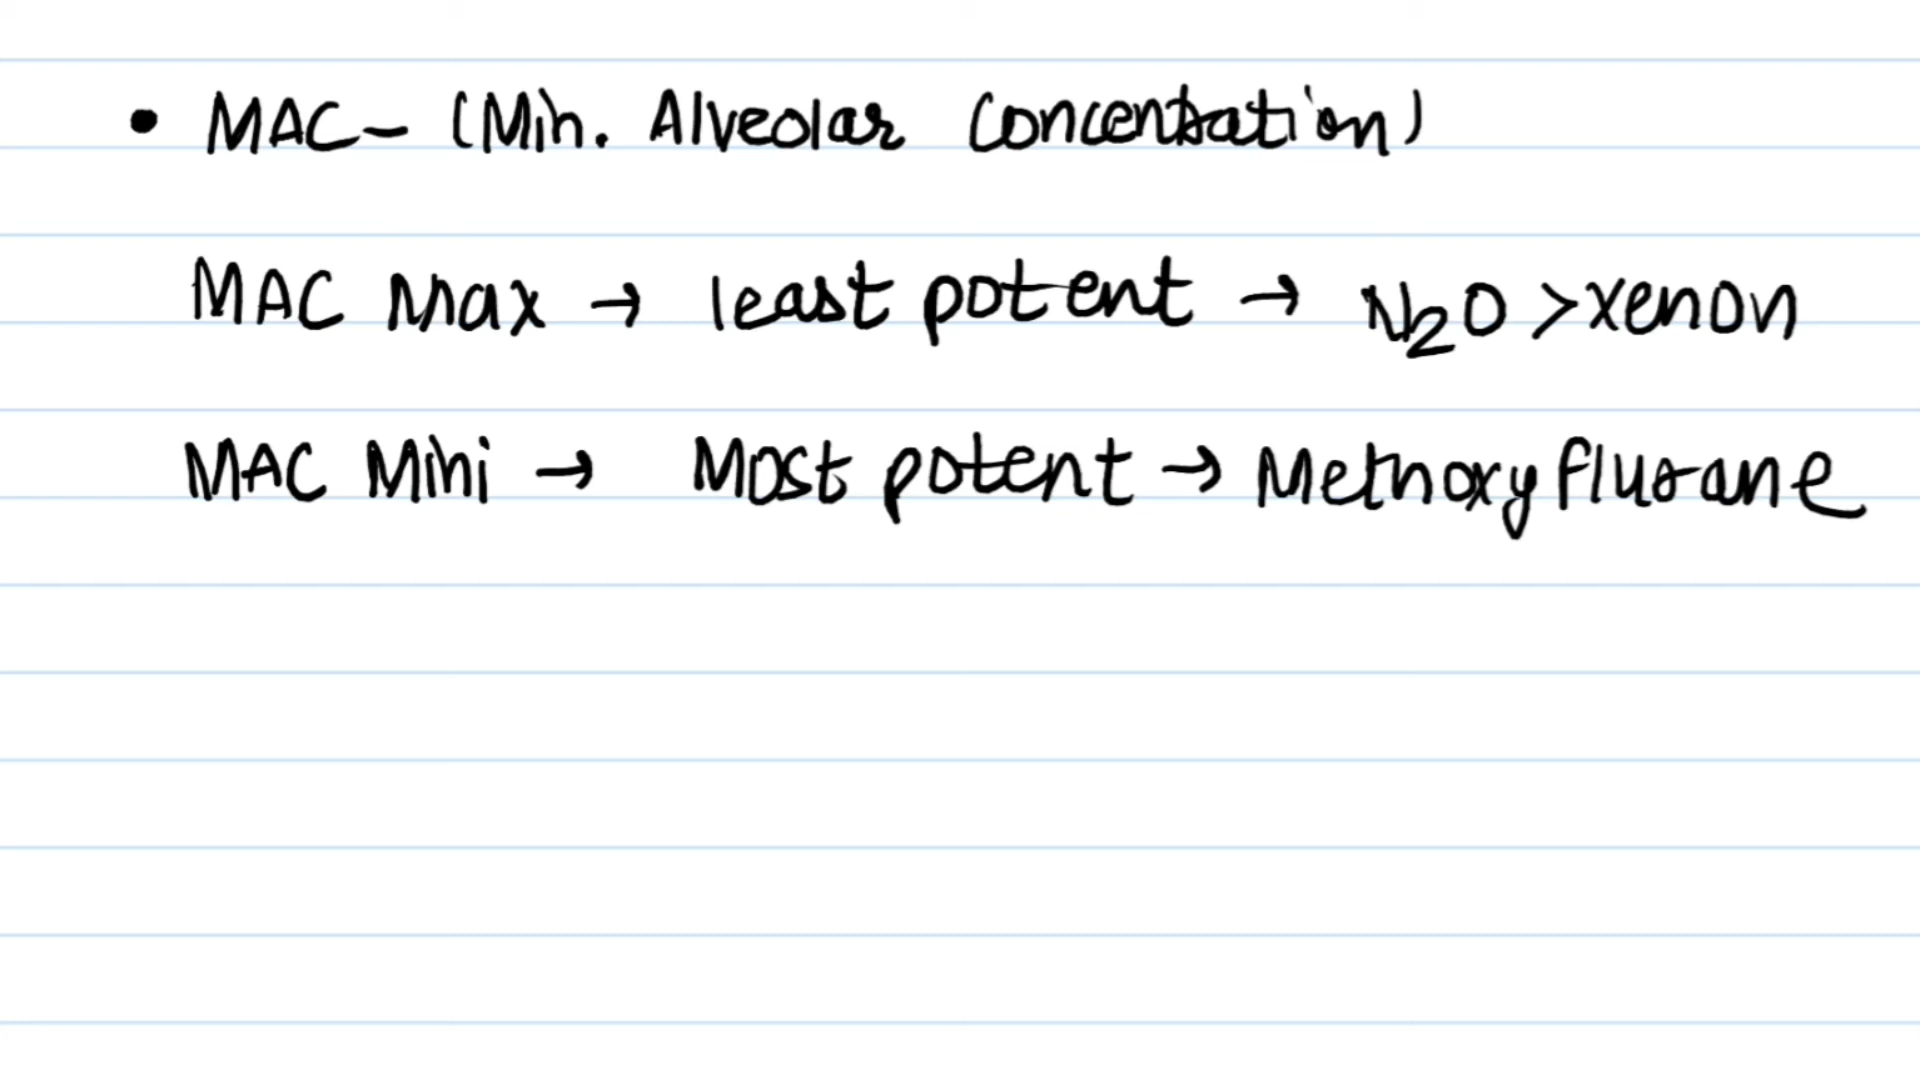 • MAC- (Min. Alveolar Concentration)
MAC Max → least potent → N₂O > xenon
MAC Mini → Most potent → Methoxyflurane